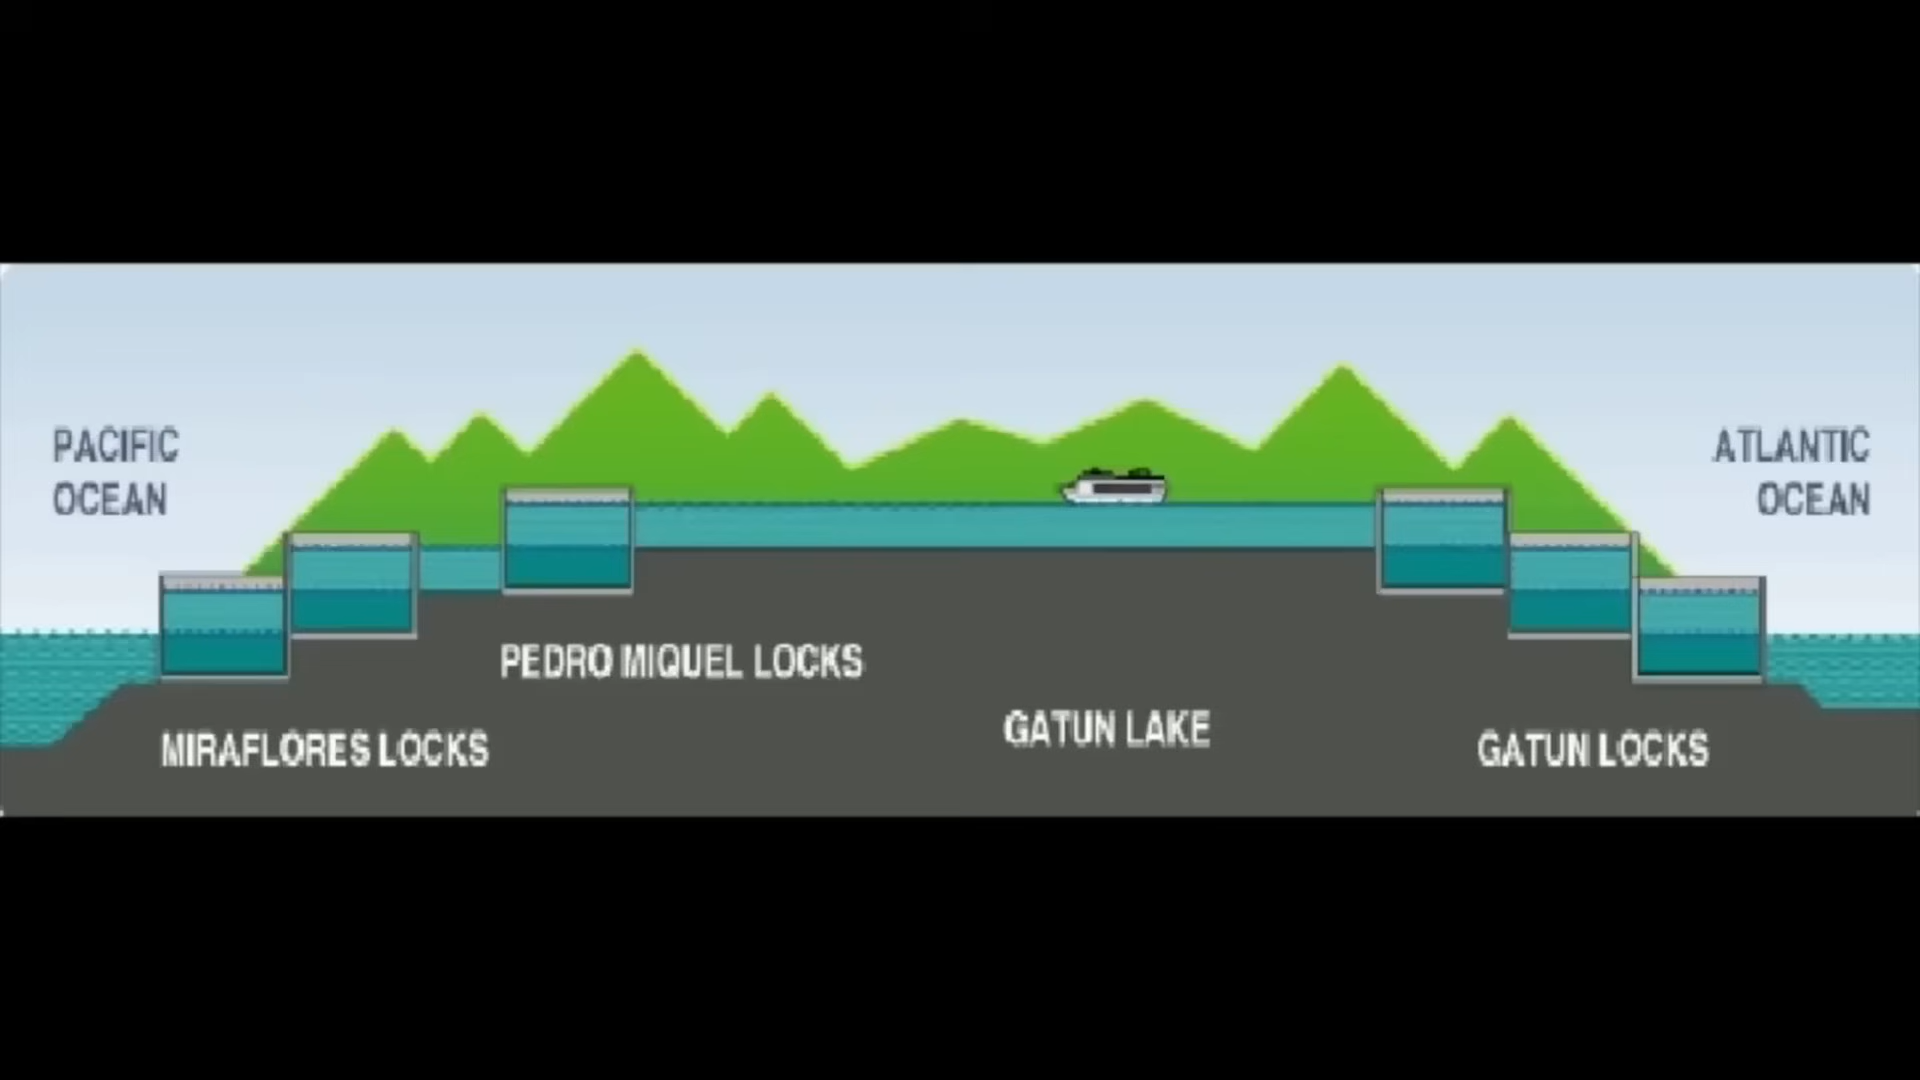 PACIFIC
OCEAN
ATLANTIC
OCEAN
PEDRO MIQUEL LOCKS
GATUN LAKE
MIRAFLORES LOCKS
GATUN LOCKS